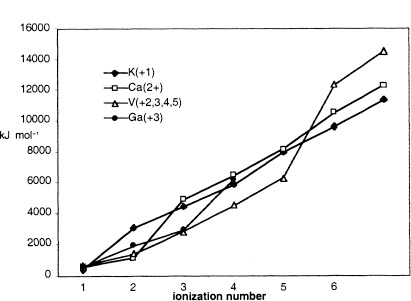 16000
14000
K(+1)
12000
Ca(2+)
V(+2,3,4,5)
10000
Ga(+3)
kJ mol⁻¹
8000
6000
4000
2000
0
1 2 3 4 5 6
ionization number